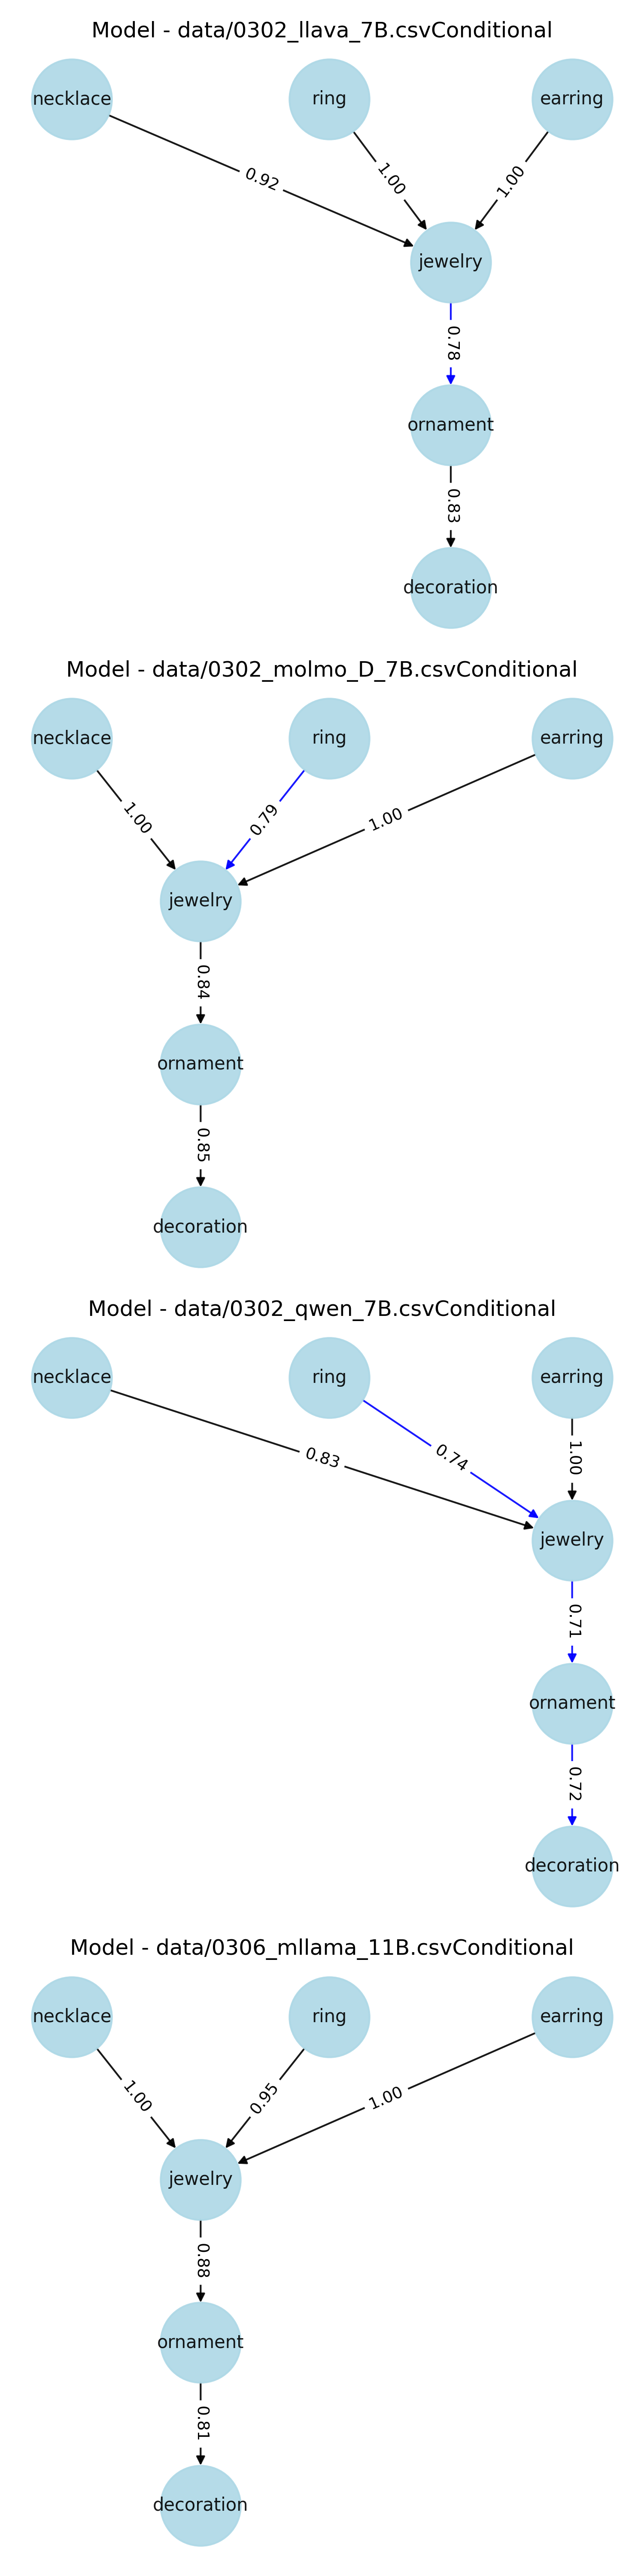 Model - data/0302_llava_7B.csvConditional
necklace
ring
earring
0.92
1.00
1.00
jewelry
0.78
ornament
0.83
decoration
Model - data/0302_molmo_D_7B.csvConditional
necklace
ring
earring
1.00
0.79
1.00
jewelry
0.84
ornament
0.85
decoration
Model - data/0302_qwen_7B.csvConditional
necklace
ring
earring
0.83
0.74
1.00
jewelry
0.71
ornament
0.72
decoration
Model - data/0306_mllama_11B.csvConditional
necklace
ring
earring
1.00
0.95
1.00
jewelry
0.88
ornament
0.81
decoration